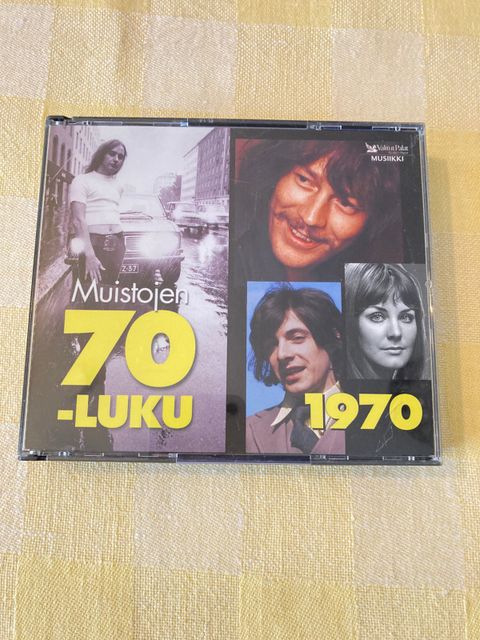 Valitut Palat
MUSIIKKI
Muistojen
70
-LUKU
1970